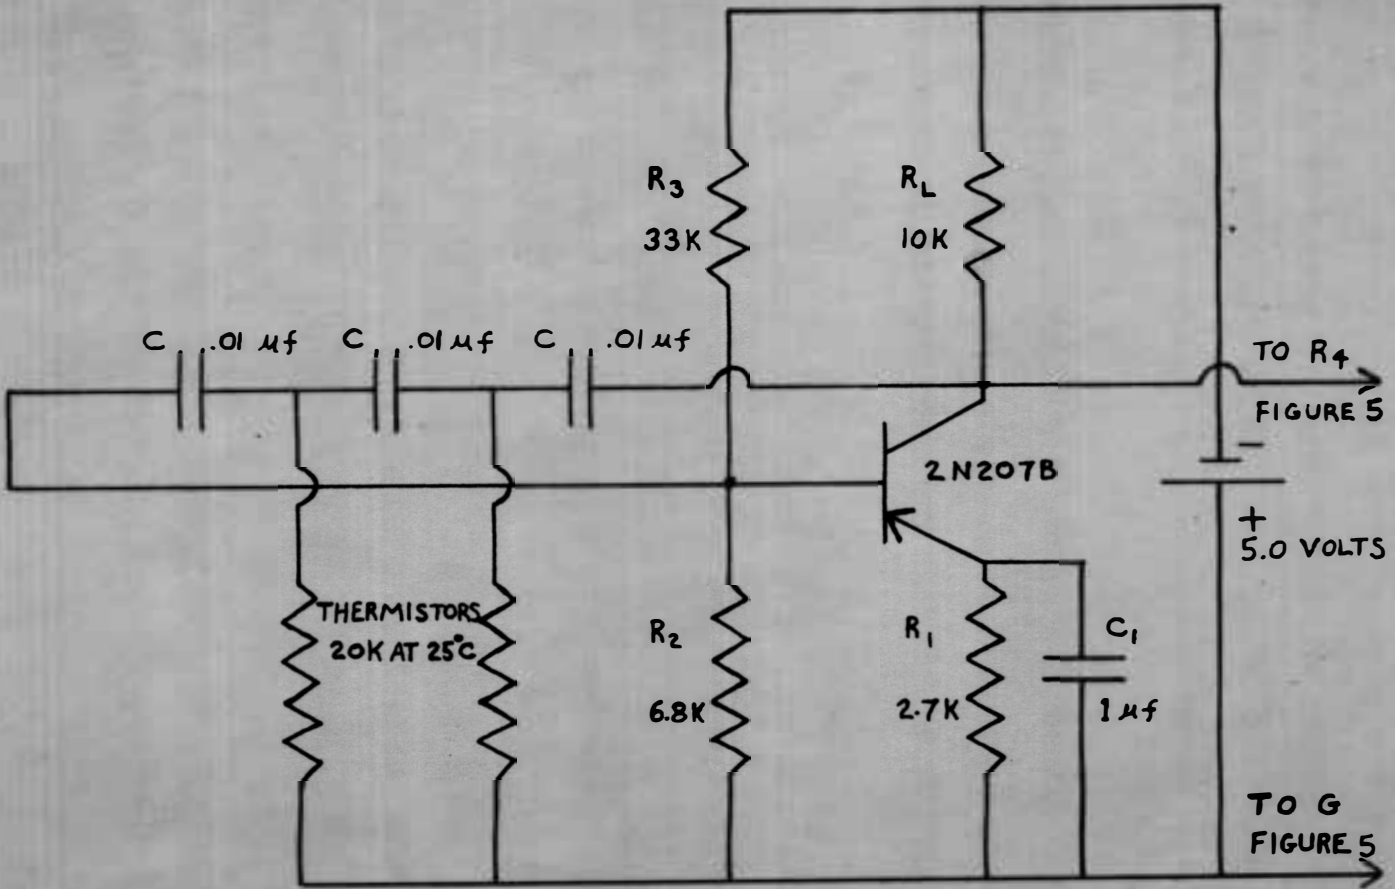 R3
33K
RL
10K
C .01 µf
C .01 µf
C .01 µf
TO R4
FIGURE 5
2N207B
-
+
5.0 VOLTS
THERMISTORS
20K AT 25°C
R2
6.8K
R1
2.7K
C1
1 µf
TO G
FIGURE 5